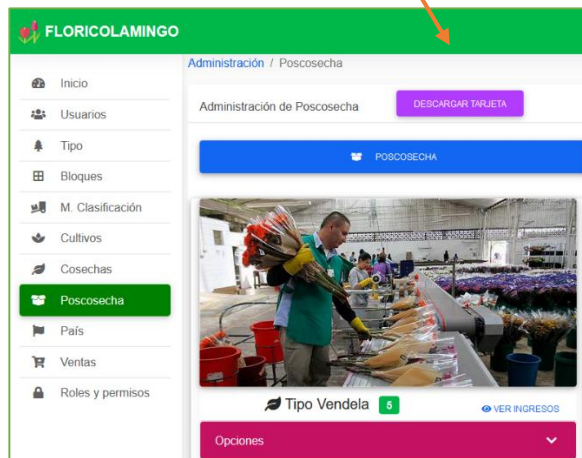 FLORICOLAMINGO
Administración / Poscosecha
Inicio
Usuarios
Tipo
Bloques
M. Clasificación
Cultivos
Cosechas
Poscosecha
País
Ventas
Roles y permisos
Administración de Poscosecha
DESCARGAR TARJETA
POSCOSECHA
Tipo Vendela 5
VER INGRESOS
Opciones